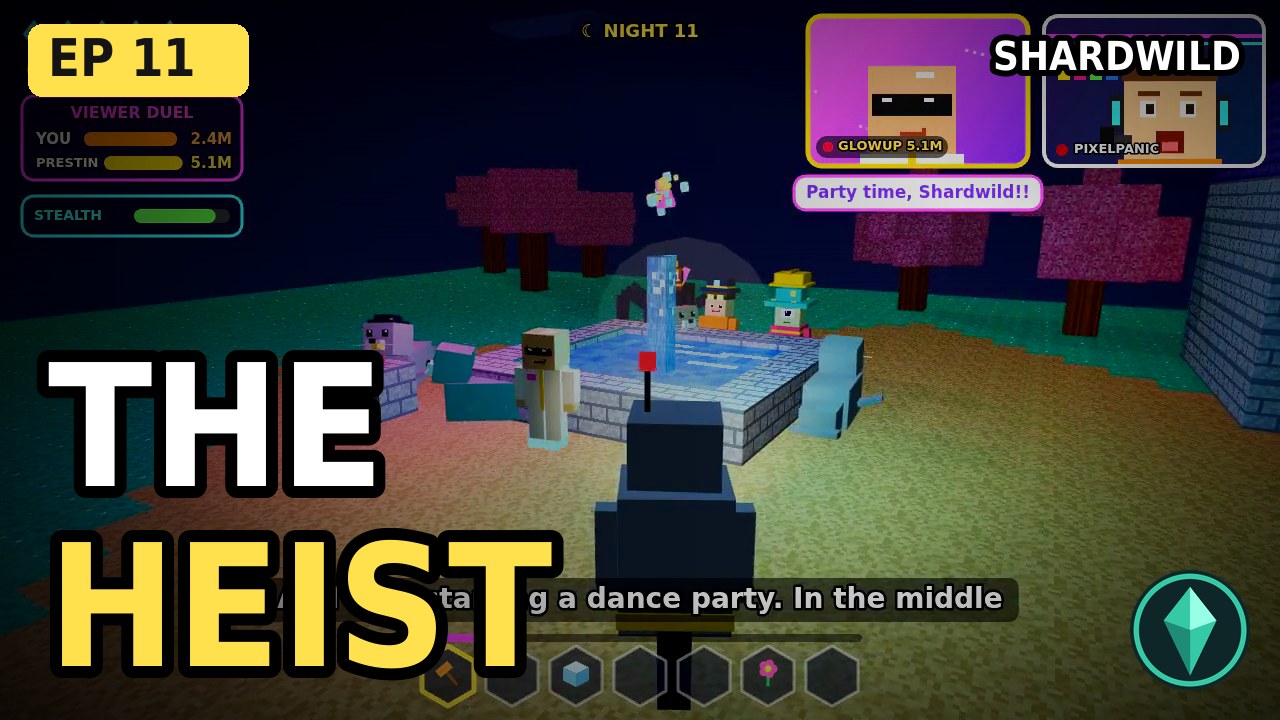 EP 11
☾ NIGHT 11
SHARDWILD
VIEWER DUEL
YOU 2.4M
PRESTIN 5.1M
STEALTH
GLOWUP 5.1M
PIXELPANIC
Party time, Shardwild!!
THE
HEIST
a dance party. In the middle